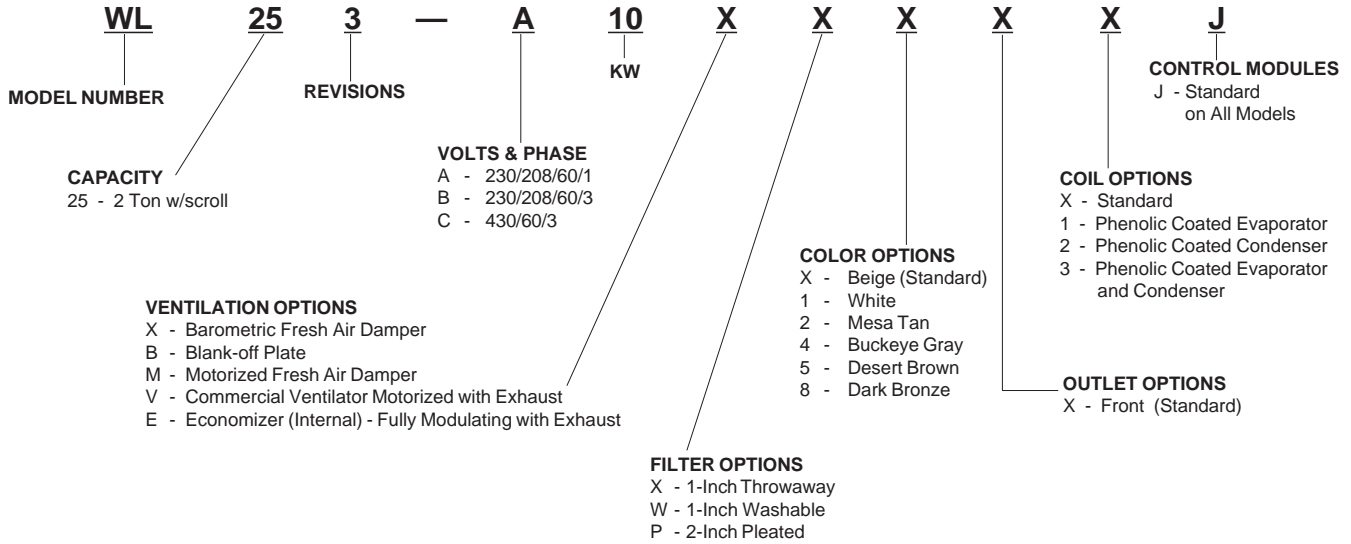 WL 25 3 — A 10 X X X X X J
MODEL NUMBER
CAPACITY
25 - 2 Ton w/scroll
REVISIONS
VOLTS & PHASE
A - 230/208/60/1
B - 230/208/60/3
C - 430/60/3
KW
VENTILATION OPTIONS
X - Barometric Fresh Air Damper
B - Blank-off Plate
M - Motorized Fresh Air Damper
V - Commercial Ventilator Motorized with Exhaust
E - Economizer (Internal) - Fully Modulating with Exhaust
FILTER OPTIONS
X - 1-Inch Throwaway
W - 1-Inch Washable
P - 2-Inch Pleated
COLOR OPTIONS
X - Beige (Standard)
1 - White
2 - Mesa Tan
4 - Buckeye Gray
5 - Desert Brown
8 - Dark Bronze
OUTLET OPTIONS
X - Front (Standard)
COIL OPTIONS
X - Standard
1 - Phenolic Coated Evaporator
2 - Phenolic Coated Condenser
3 - Phenolic Coated Evaporator
and Condenser
CONTROL MODULES
J - Standard
on All Models